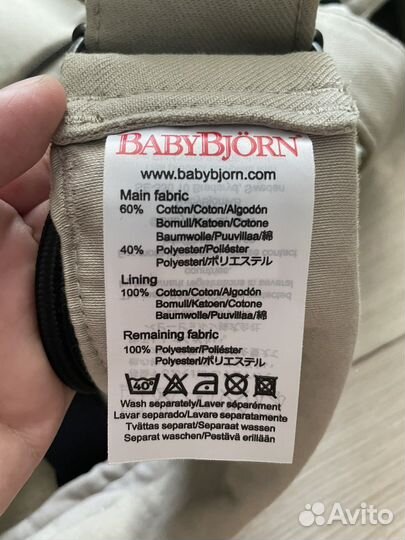 BABYBJÖRN
www.babybjorn.com
Main fabric
60% Cotton/Coton/Algodón
Bomull/Katoen/Cotone
Baumwolle/Puuvillaa/綿
40% Polyester/Poliéster
Polyesteri/ポリエステル
Lining
100% Cotton/Coton/Algodón
Bomull/Katoen/Cotone
Baumwolle/Puuvillaa/綿
Remaining fabric
100% Polyester/Poliéster
Polyesteri/ポリエステル
40°
Wash separately/Laver séparément
Lavar separado/Lavare separatamente
Tvättas separat/Separaat wassen
Separat waschen/Pestävä erillään
Avito